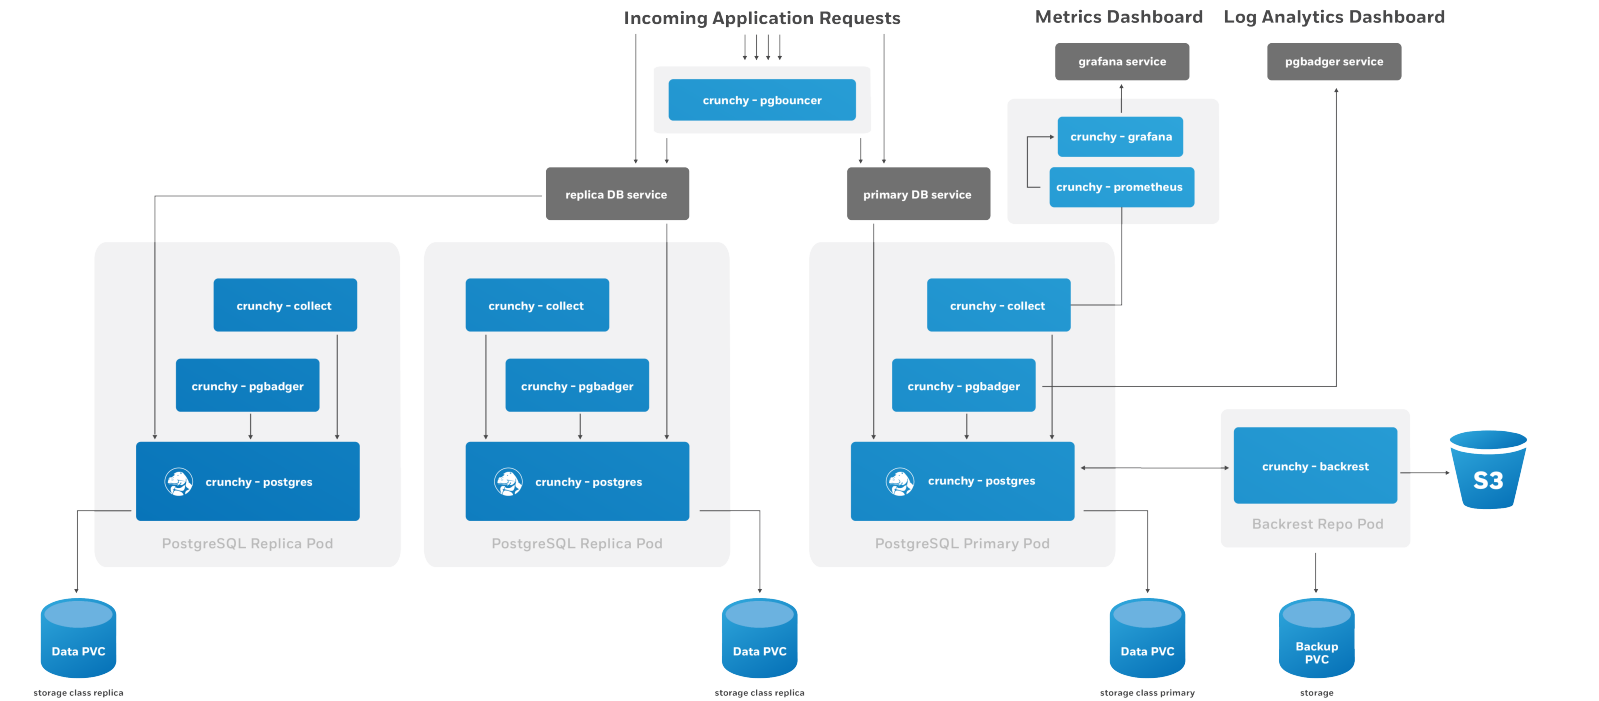 Incoming Application Requests
Metrics Dashboard
Log Analytics Dashboard
grafana service
pgbadger service
crunchy - pgbouncer
crunchy - grafana
crunchy - prometheus
replica DB service
primary DB service
crunchy - collect
crunchy - collect
crunchy - collect
crunchy - pgbadger
crunchy - pgbadger
crunchy - pgbadger
crunchy - postgres
crunchy - postgres
crunchy - postgres
crunchy - backrest
S3
PostgreSQL Replica Pod
PostgreSQL Replica Pod
PostgreSQL Primary Pod
Backrest Repo Pod
Data PVC
Data PVC
Data PVC
Backup
PVC
storage class replica
storage class replica
storage class primary
storage